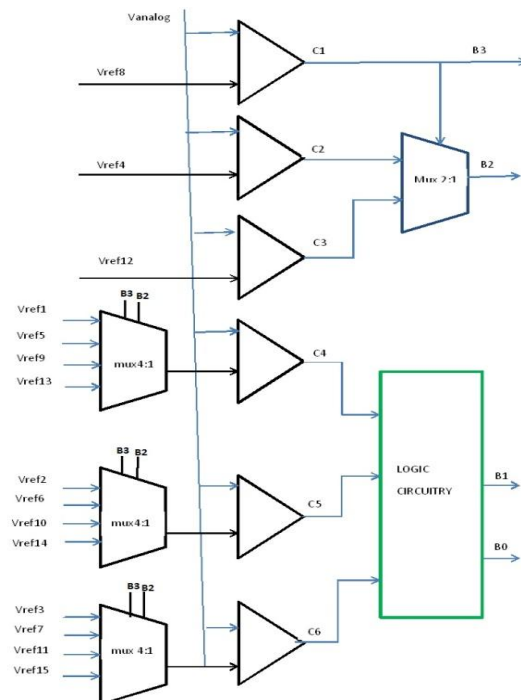 Vanalog
C1
B3
Vref8
C2
Vref4
Mux 2:1
B2
C3
Vref12
B3
B2
Vref1
Vref5
Vref9
Vref13
mux4:1
C4
LOGIC
CIRCUITRY
B1
B0
B3
B2
Vref2
Vref6
Vref10
Vref14
mux4:1
C5
B3
B2
Vref3
Vref7
Vref11
Vref15
mux 4:1
C6